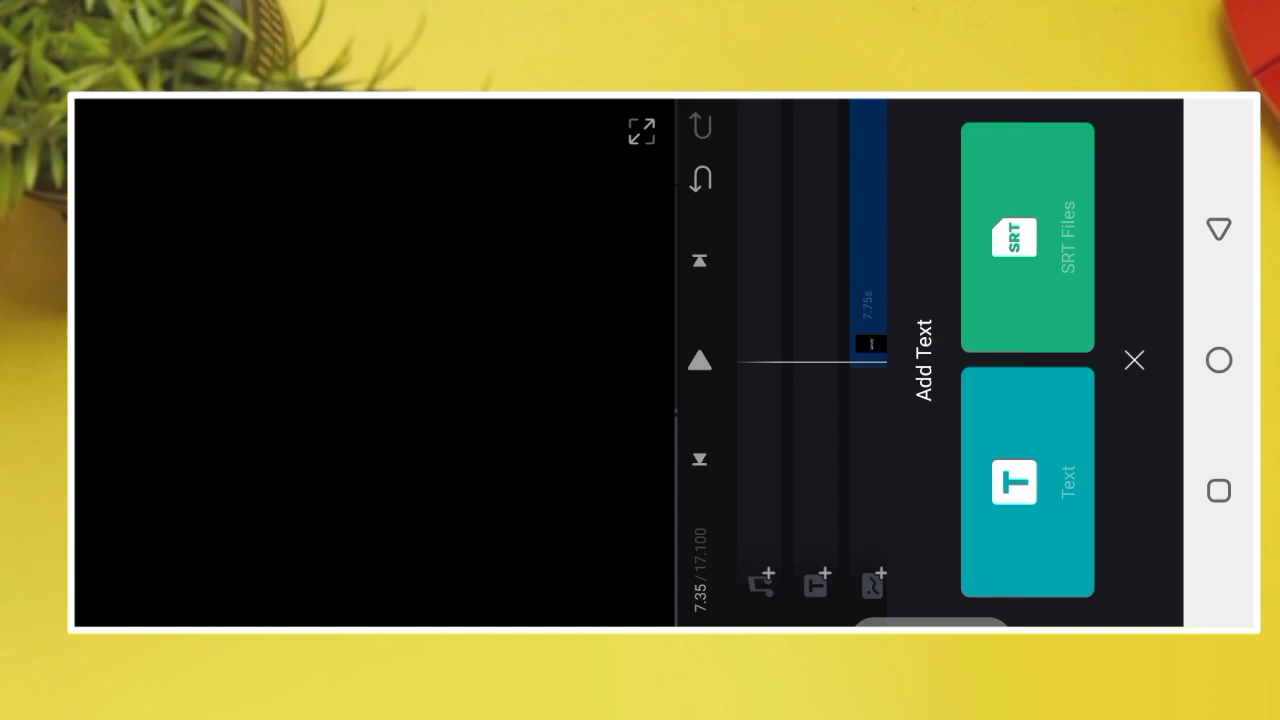 7.35 / 17.100
7.75s
Add Text
T
Text
SRT
SRT Files